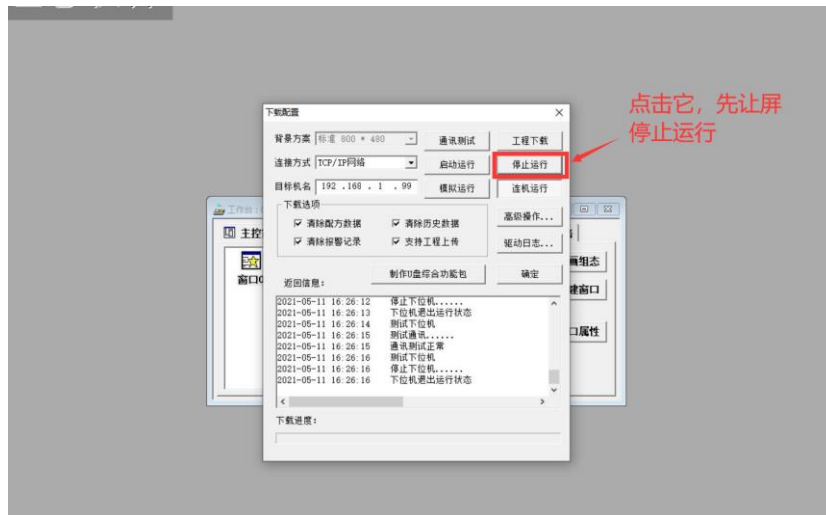 下载配置
点击它，先让屏
停止运行
背景方案 标准 800 * 480 通讯测试 工程下载
连接方式 TCP/IP网络 启动运行 停止运行
目标机名 192 .168 . 1 . 99 模拟运行 连机运行
下载选项
清除配方数据 清除历史数据 高级操作...
清除报警记录 支持工程上传 驱动日志...
返回信息: 制作U盘综合功能包 确定
2021-05-11 16:26:12 停止下位机......
2021-05-11 16:26:13 下位机退出运行状态
2021-05-11 16:26:14 测试下位机
2021-05-11 16:26:15 测试通讯......
2021-05-11 16:26:15 通讯测试正常
2021-05-11 16:26:16 测试下位机
2021-05-11 16:26:16 停止下位机......
2021-05-11 16:26:16 下位机退出运行状态
下载进度:
工作台:
主控
窗口0
画组态
建窗口
口属性